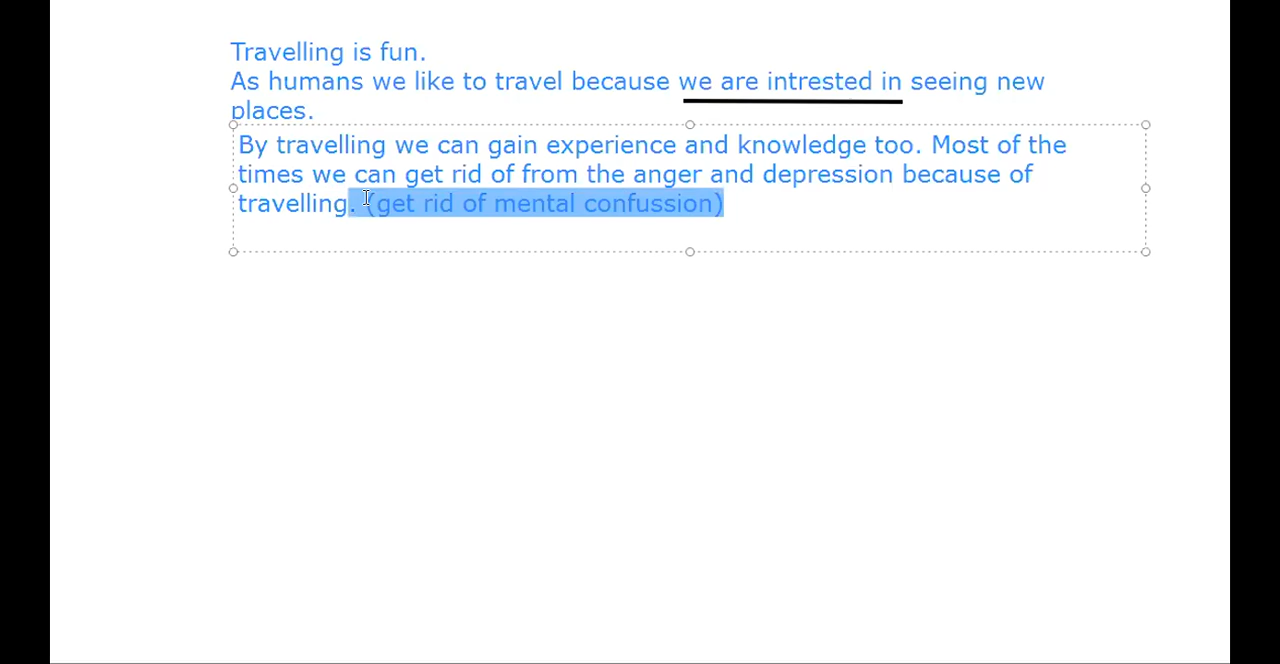 Travelling is fun.
As humans we like to travel because we are intrested in seeing new
places.
By travelling we can gain experience and knowledge too. Most of the
times we can get rid of from the anger and depression because of
travelling. (get rid of mental confussion)